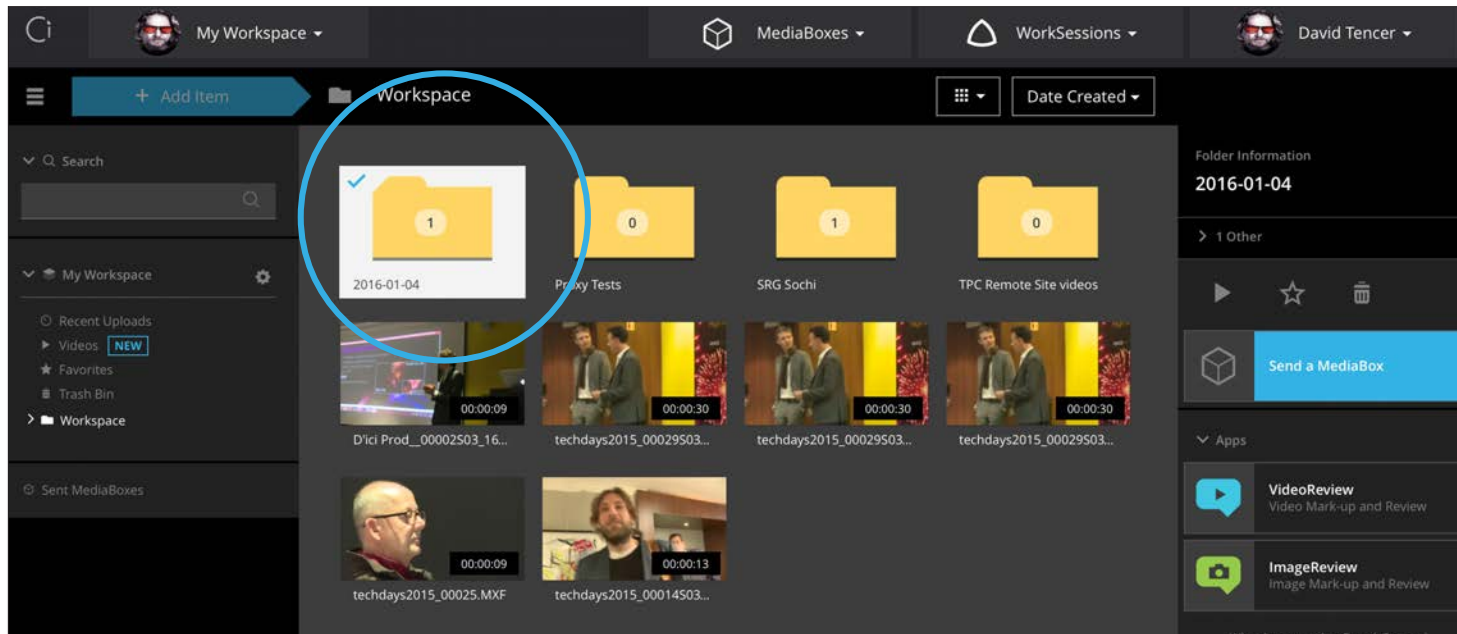 Ci
My Workspace
MediaBoxes
WorkSessions
David Tencer
+ Add Item
Workspace
Date Created
Search
My Workspace
Recent Uploads
Videos NEW
Favorites
Trash Bin
Workspace
Sent MediaBoxes
1
2016-01-04
0
Proxy Tests
1
SRG Sochi
0
TPC Remote Site videos
00:00:09
D'ici Prod__00002S03_16...
00:00:30
techdays2015_00029S03...
00:00:30
techdays2015_00029S03...
00:00:30
techdays2015_00029S03...
00:00:09
techdays2015_00025.MXF
00:00:13
techdays2015_00014S03...
Folder Information
2016-01-04
1 Other
Send a MediaBox
Apps
VideoReview
Video Mark-up and Review
ImageReview
Image Mark-up and Review